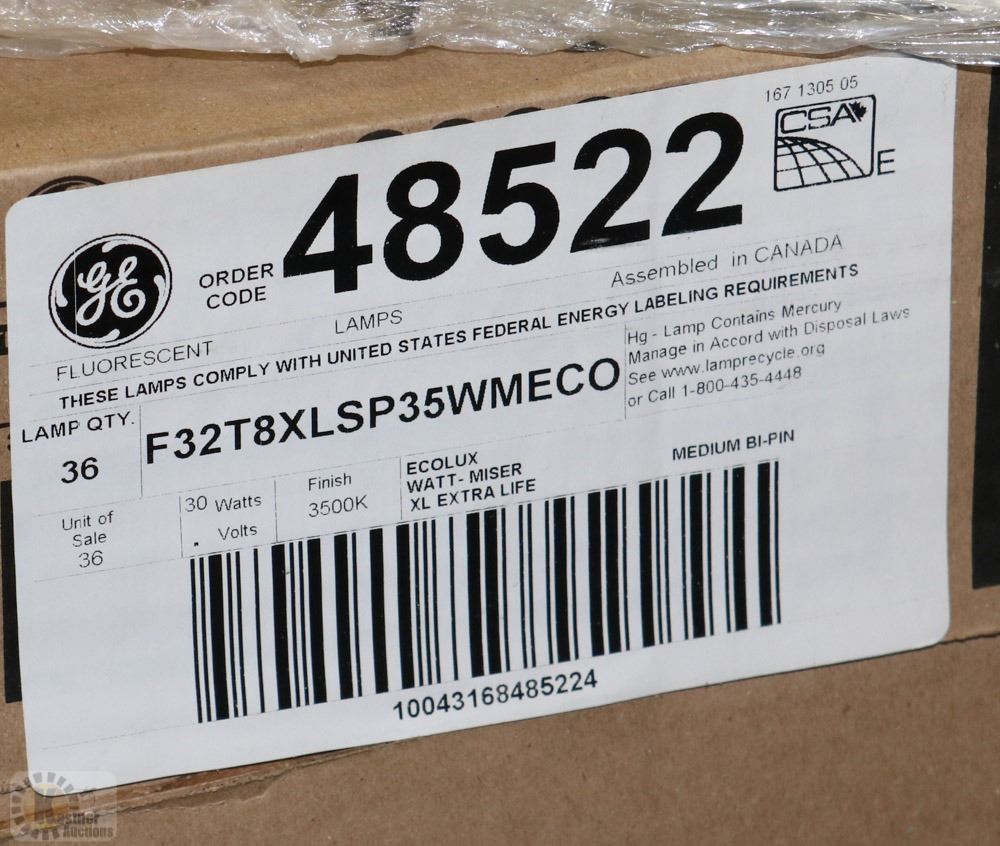 167 1305 05
CSA
E
GE
ORDER CODE
48522
Assembled in CANADA
FLUORESCENT LAMPS
THESE LAMPS COMPLY WITH UNITED STATES FEDERAL ENERGY LABELING REQUIREMENTS
LAMP QTY.
36
F32T8XLSP35WMECO
Hg - Lamp Contains Mercury
Manage in Accord with Disposal Laws
See www.lamprecycle.org
or Call 1-800-435-4448
Unit of
Sale
36
30 Watts
. Volts
Finish
3500K
ECOLUX
WATT- MISER
XL EXTRA LIFE
MEDIUM BI-PIN
10043168485224
Kastner
Auctions